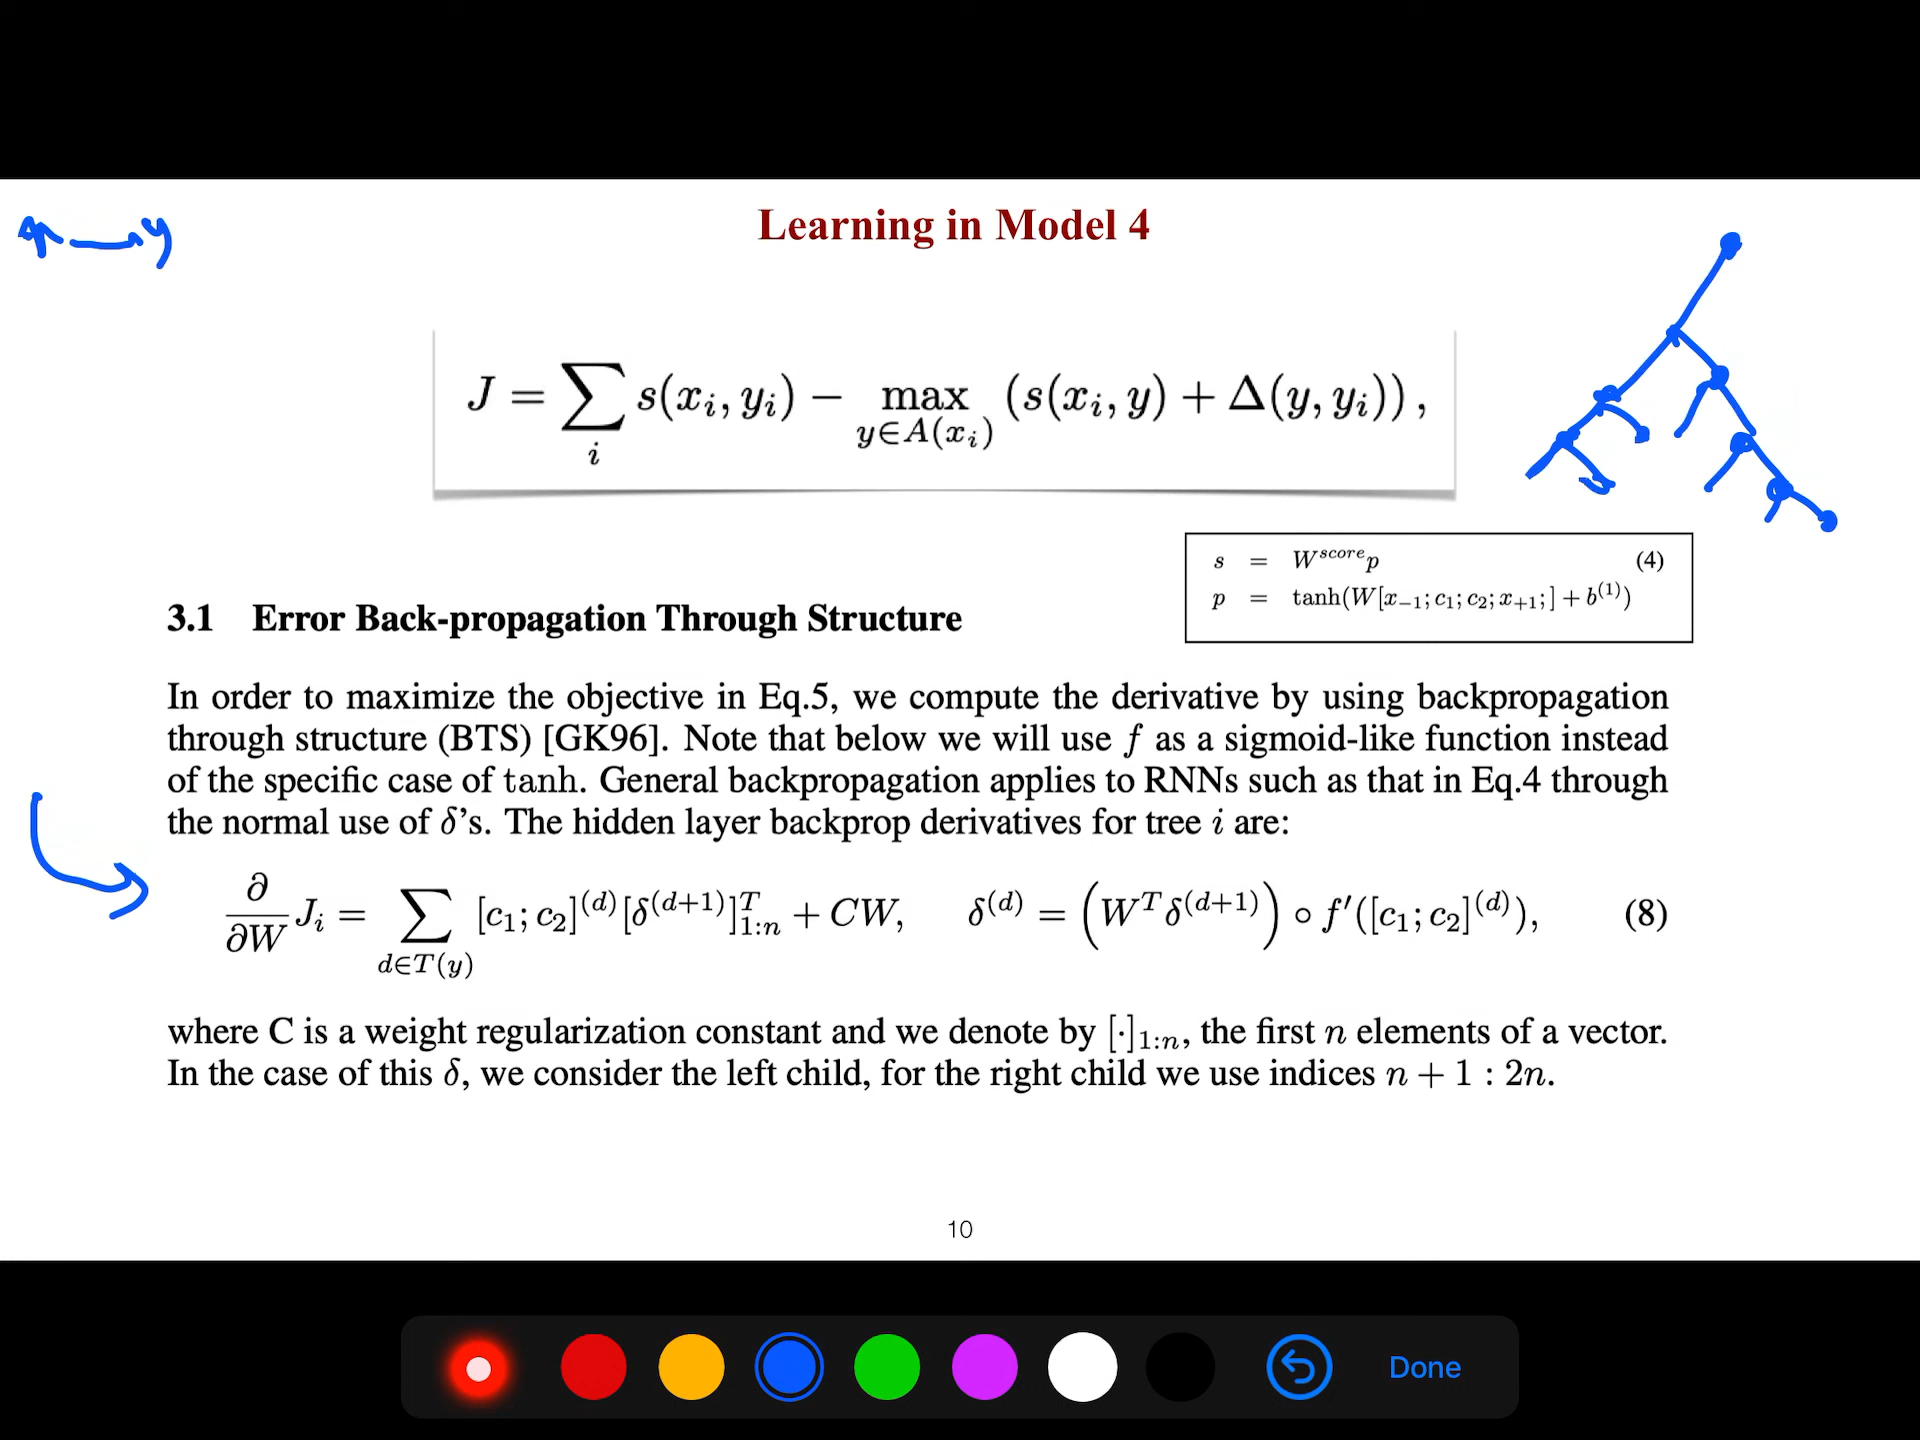 Learning in Model 4
J = ∑_i s(x_i, y_i) − max_{y∈A(x_i)} (s(x_i, y) + Δ(y, y_i)) ,
s = W^{score} p (4)
p = tanh(W[x_{−1}; c_1; c_2; x_{+1}; ] + b^{(1)})
3.1 Error Back-propagation Through Structure
In order to maximize the objective in Eq.5, we compute the derivative by using backpropagation
through structure (BTS) [GK96]. Note that below we will use f as a sigmoid-like function instead
of the specific case of tanh. General backpropagation applies to RNNs such as that in Eq.4 through
the normal use of δ's. The hidden layer backprop derivatives for tree i are:
∂/∂W J_i = ∑_{d∈T(y)} [c_1; c_2]^{(d)} [δ^{(d+1)}]^T_{1:n} + CW, δ^{(d)} = (W^T δ^{(d+1)}) ∘ f′([c_1; c_2]^{(d)}), (8)
where C is a weight regularization constant and we denote by [·]_{1:n}, the first n elements of a vector.
In the case of this δ, we consider the left child, for the right child we use indices n + 1 : 2n.
10
Done